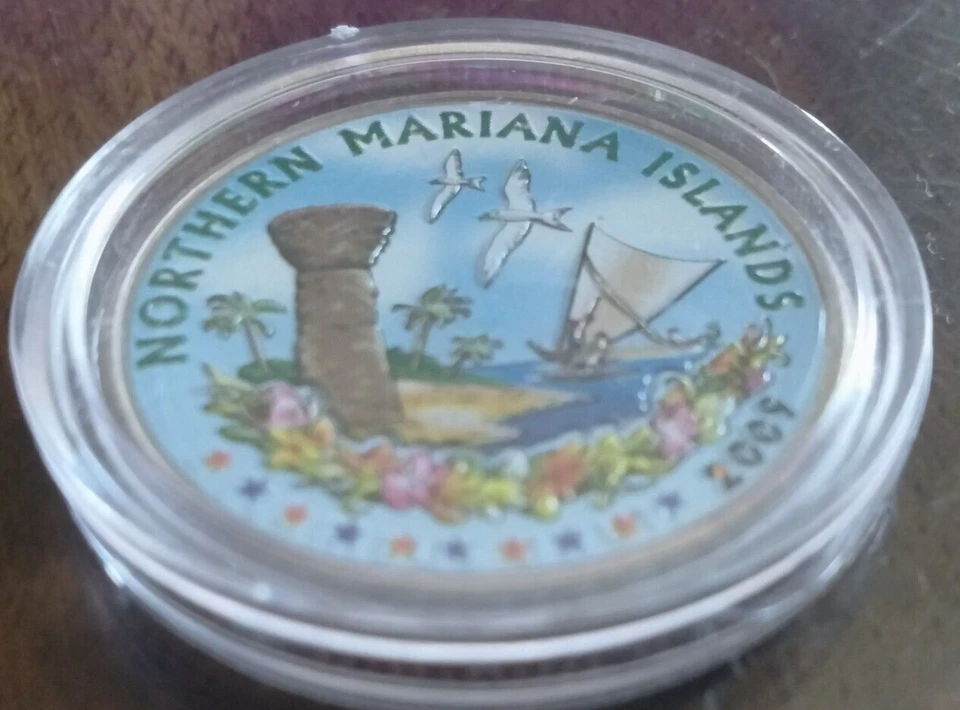 NORTHERN MARIANA ISLANDS
2009